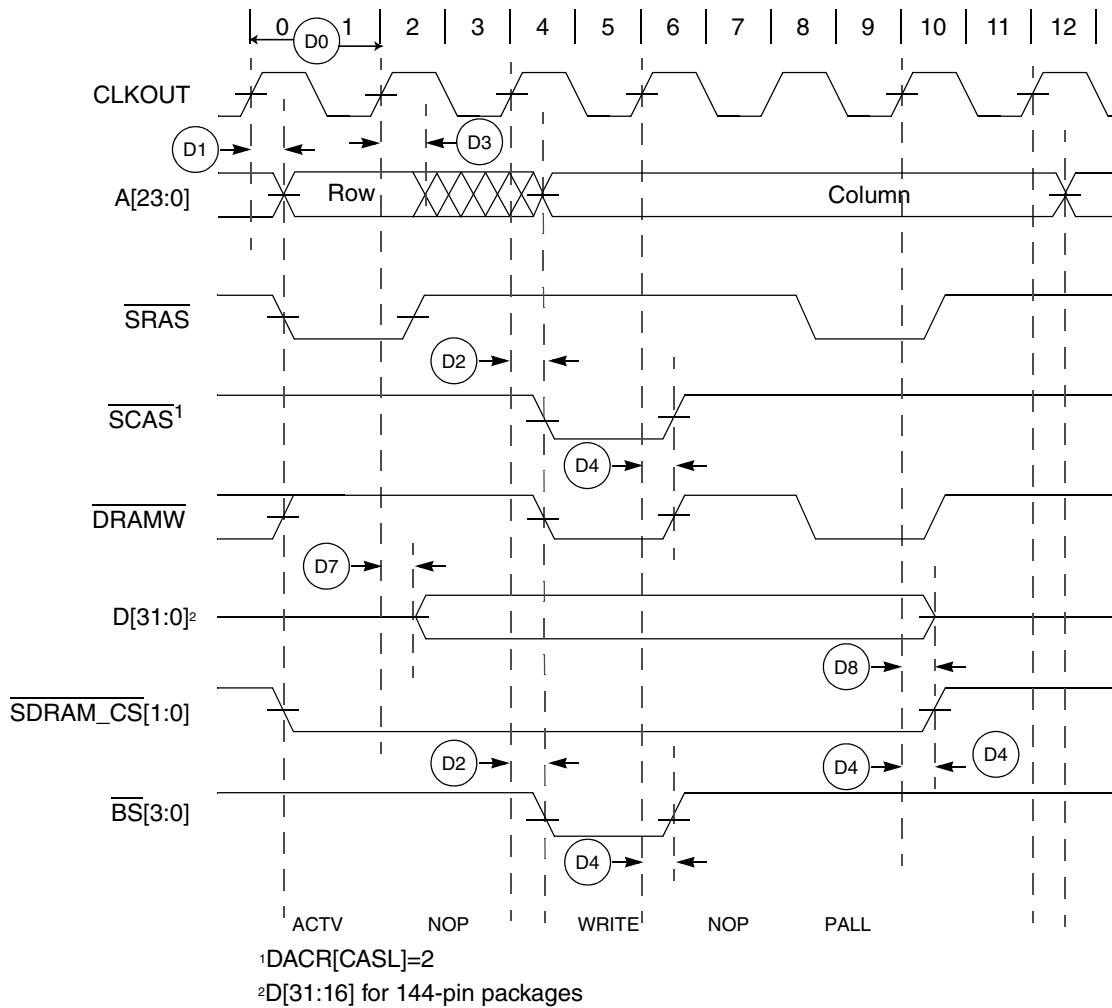 0 1 2 3 4 5 6 7 8 9 10 11 12
D0
CLKOUT
D1
D3
A[23:0]
Row
Column
SRAS
D2
SCAS1
D4
DRAMW
D7
D[31:0]2
D8
SDRAM_CS[1:0]
D2
D4
D4
BS[3:0]
D4
ACTV NOP WRITE NOP PALL
1DACR[CASL]=2
2D[31:16] for 144-pin packages